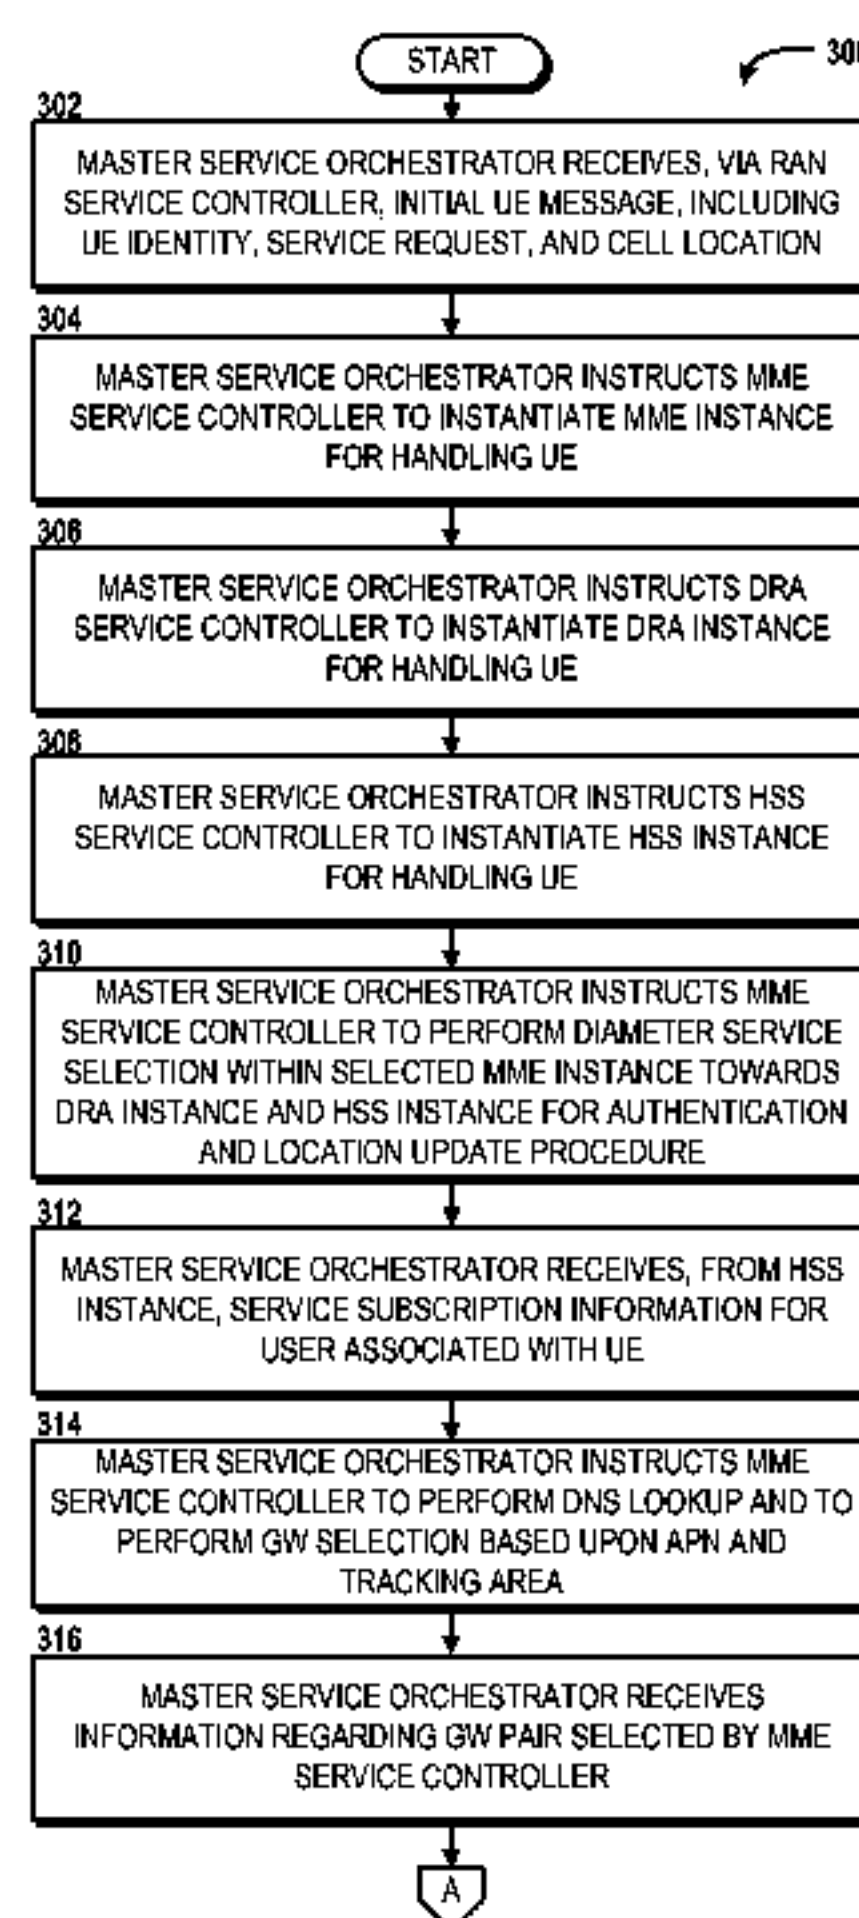 START
302
MASTER SERVICE ORCHESTRATOR RECEIVES, VIA RAN
SERVICE CONTROLLER, INITIAL UE MESSAGE, INCLUDING
UE IDENTITY, SERVICE REQUEST, AND CELL LOCATION
304
MASTER SERVICE ORCHESTRATOR INSTRUCTS MME
SERVICE CONTROLLER TO INSTANTIATE MME INSTANCE
FOR HANDLING UE
306
MASTER SERVICE ORCHESTRATOR INSTRUCTS DRA
SERVICE CONTROLLER TO INSTANTIATE DRA INSTANCE
FOR HANDLING UE
308
MASTER SERVICE ORCHESTRATOR INSTRUCTS HSS
SERVICE CONTROLLER TO INSTANTIATE HSS INSTANCE
FOR HANDLING UE
310
MASTER SERVICE ORCHESTRATOR INSTRUCTS MME
SERVICE CONTROLLER TO PERFORM DIAMETER SERVICE
SELECTION WITHIN SELECTED MME INSTANCE TOWARDS
DRA INSTANCE AND HSS INSTANCE FOR AUTHENTICATION
AND LOCATION UPDATE PROCEDURE
312
MASTER SERVICE ORCHESTRATOR RECEIVES, FROM HSS
INSTANCE, SERVICE SUBSCRIPTION INFORMATION FOR
USER ASSOCIATED WITH UE
314
MASTER SERVICE ORCHESTRATOR INSTRUCTS MME
SERVICE CONTROLLER TO PERFORM DNS LOOKUP AND TO
PERFORM GW SELECTION BASED UPON APN AND
TRACKING AREA
316
MASTER SERVICE ORCHESTRATOR RECEIVES
INFORMATION REGARDING GW PAIR SELECTED BY MME
SERVICE CONTROLLER
A